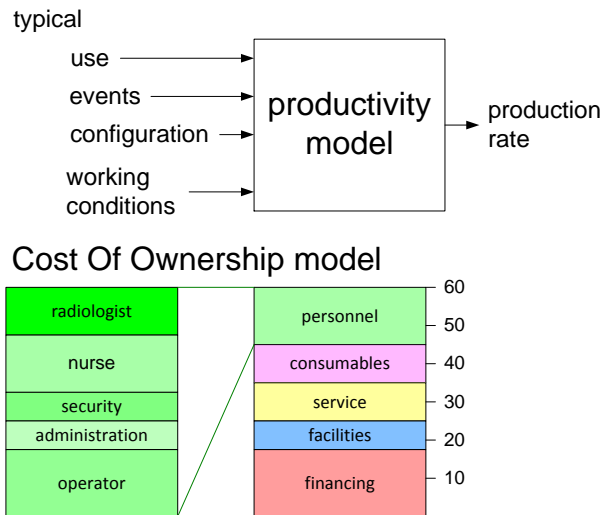 typical
use
events
configuration
working
conditions
productivity
model
production
rate
Cost Of Ownership model
radiologist
nurse
security
administration
operator
personnel
consumables
service
facilities
financing
60
50
40
30
20
10